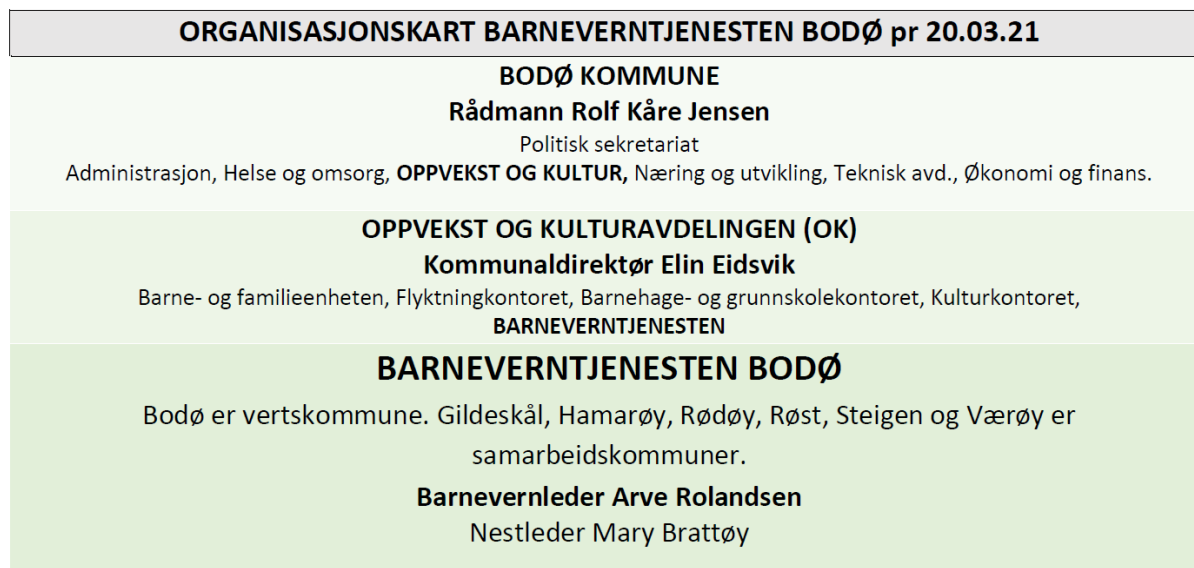 ORGANISASJONSKART BARNEVERNTJENESTEN BODØ pr 20.03.21
BODØ KOMMUNE
Rådmann Rolf Kåre Jensen
Politisk sekretariat
Administrasjon, Helse og omsorg, OPPVEKST OG KULTUR, Næring og utvikling, Teknisk avd., Økonomi og finans.
OPPVEKST OG KULTURAVDELINGEN (OK)
Kommunaldirektør Elin Eidsvik
Barne- og familieenheten, Flyktningkontoret, Barnehage- og grunnskolekontoret, Kulturkontoret,
BARNEVERNTJENESTEN
BARNEVERNTJENESTEN BODØ
Bodø er vertskommune. Gildeskål, Hamarøy, Rødøy, Røst, Steigen og Værøy er
samarbeidskommuner.
Barnevernleder Arve Rolandsen
Nestleder Mary Brattøy